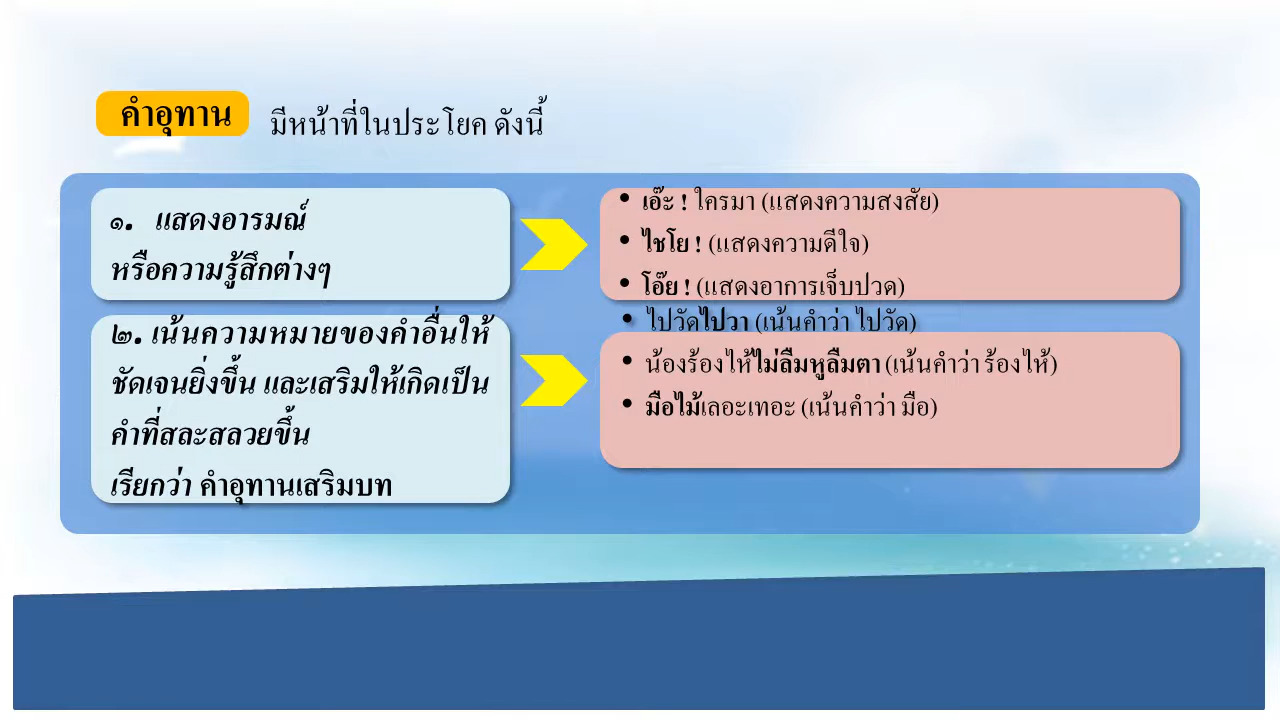 คำอุทาน มีหน้าที่ในประโยค ดังนี้
๑. แสดงอารมณ์
หรือความรู้สึกต่างๆ
• เอ๊ะ ! ใครมา (แสดงความสงสัย)
• ไชโย ! (แสดงความดีใจ)
• โอ๊ย ! (แสดงอาการเจ็บปวด)
๒. เน้นความหมายของคำอื่นให้
ชัดเจนยิ่งขึ้น และเสริมให้เกิดเป็น
คำที่สละสลวยขึ้น
เรียกว่า คำอุทานเสริมบท
• ไปวัดไปวา (เน้นคำว่า ไปวัด)
• น้องร้องไห้ไม่ลืมหูลืมตา (เน้นคำว่า ร้องไห้)
• มือไม้เลอะเทอะ (เน้นคำว่า มือ)